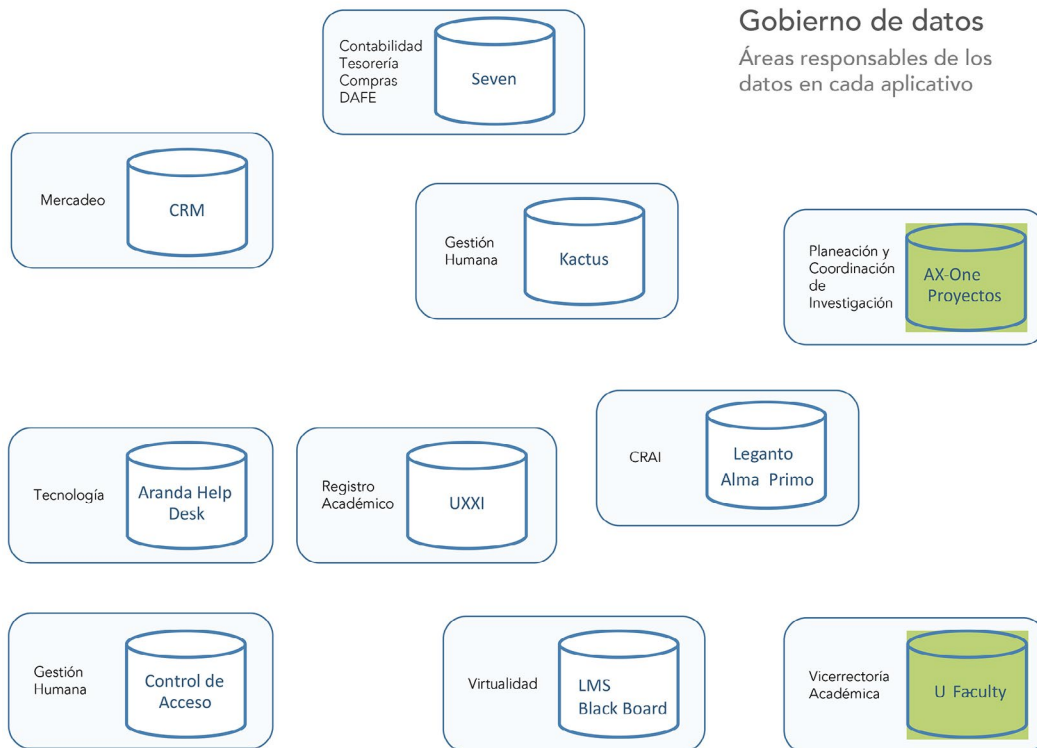 Gobierno de datos
Áreas responsables de los
datos en cada aplicativo
Contabilidad
Tesorería
Compras
DAFE
Seven
Mercadeo
CRM
Gestión
Humana
Kactus
Planeación y
Coordinación
de
Investigación
AX-One
Proyectos
CRAI
Leganto
Alma Primo
Tecnología
Aranda Help
Desk
Registro
Académico
UXXI
Gestión
Humana
Control de
Acceso
Virtualidad
LMS
Black Board
Vicerrectoría
Académica
U-Faculty